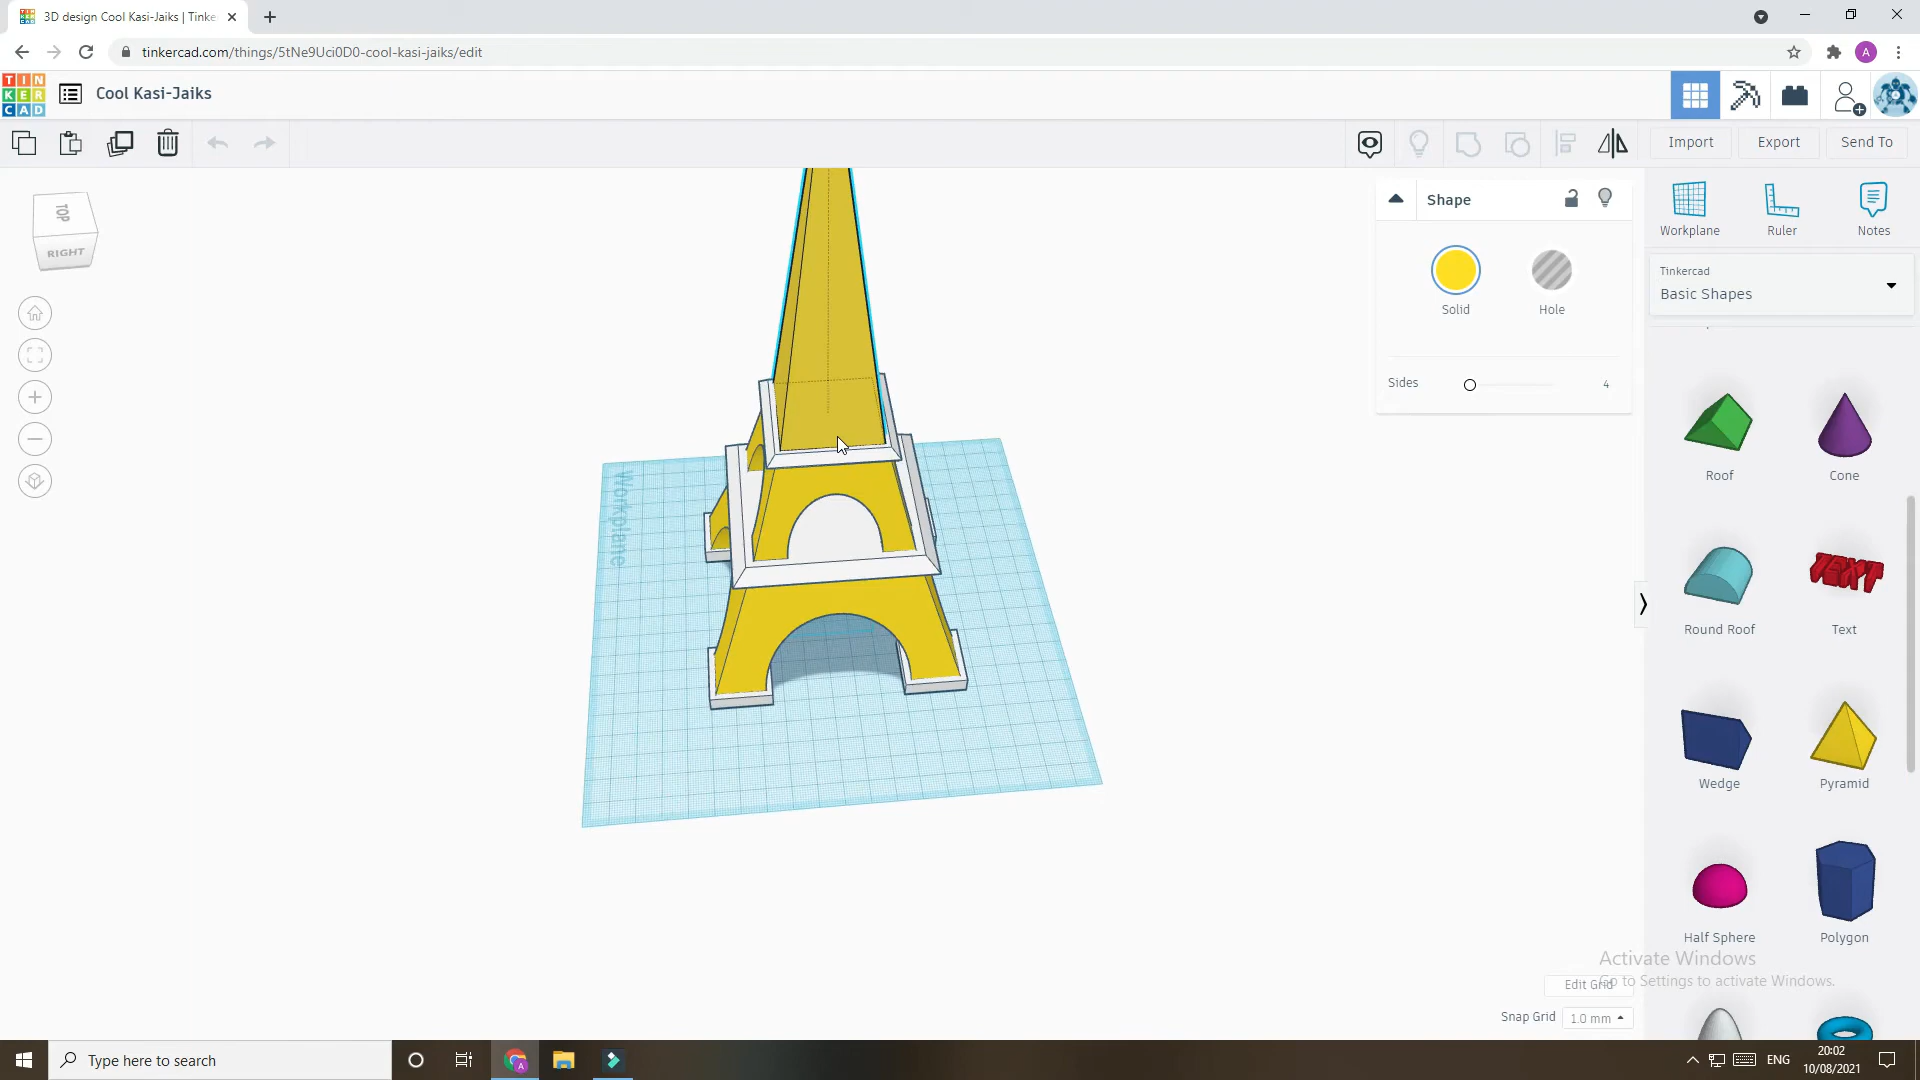 3D design Cool Kasi-Jaiks | Tinke
tinkercad.com/things/5tNe9Uci0D0-cool-kasi-jaiks/edit
A
TIN
KER
CAD
Cool Kasi-Jaiks
Import
Export
Send To
TOP
RIGHT
Shape
Solid
Hole
Sides
4
Workplane
Ruler
Notes
Tinkercad
Basic Shapes
Roof
Cone
Round Roof
TEXT
Text
Wedge
Pyramid
Half Sphere
Polygon
Workplane
Activate Windows
Go to Settings to activate Windows.
Edit Grid
Snap Grid
1.0 mm
Type here to search
A
ENG
20:02
10/08/2021